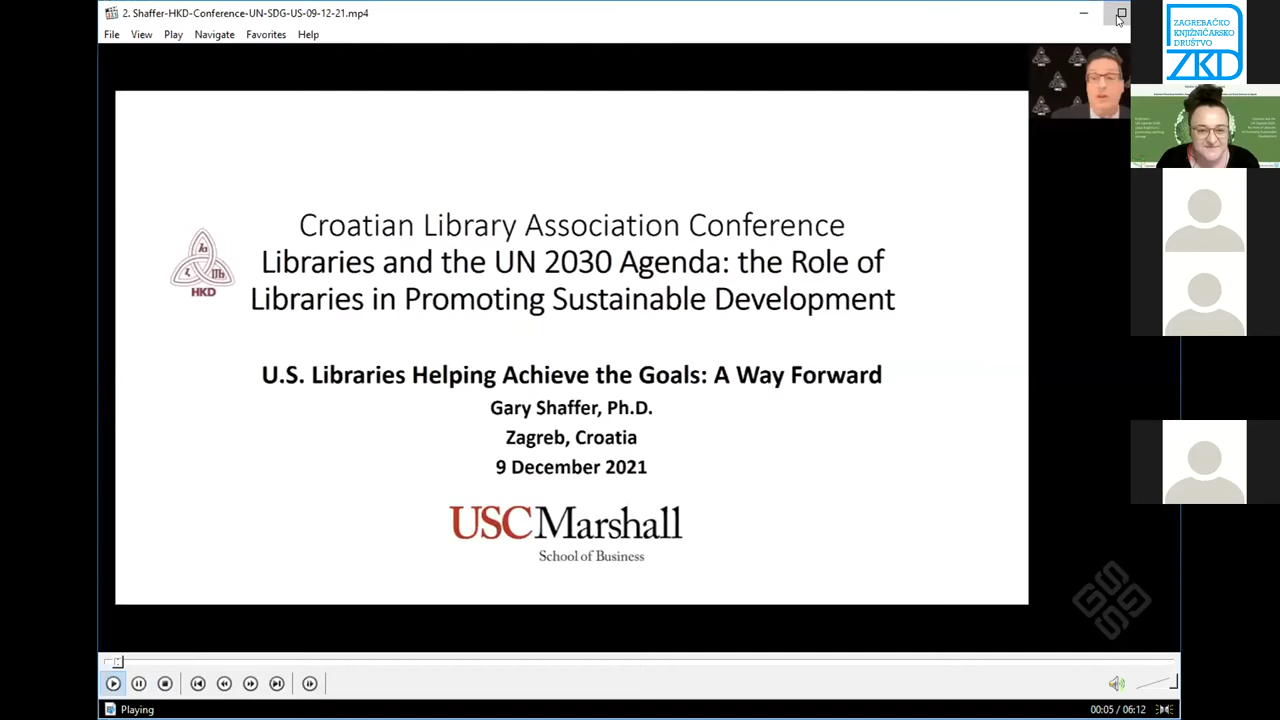 2. Shaffer-HKD-Conference-UN-SDG-US-09-12-21.mp4
File View Play Navigate Favorites Help
ZAGREBAČKO
KNJIŽNIČARSKO
DRUŠTVO
ZKD
HKD
Croatian Library Association Conference
Libraries and the UN 2030 Agenda: the Role of
Libraries in Promoting Sustainable Development
U.S. Libraries Helping Achieve the Goals: A Way Forward
Gary Shaffer, Ph.D.
Zagreb, Croatia
9 December 2021
USC Marshall
School of Business
Playing
00:05 / 06:12